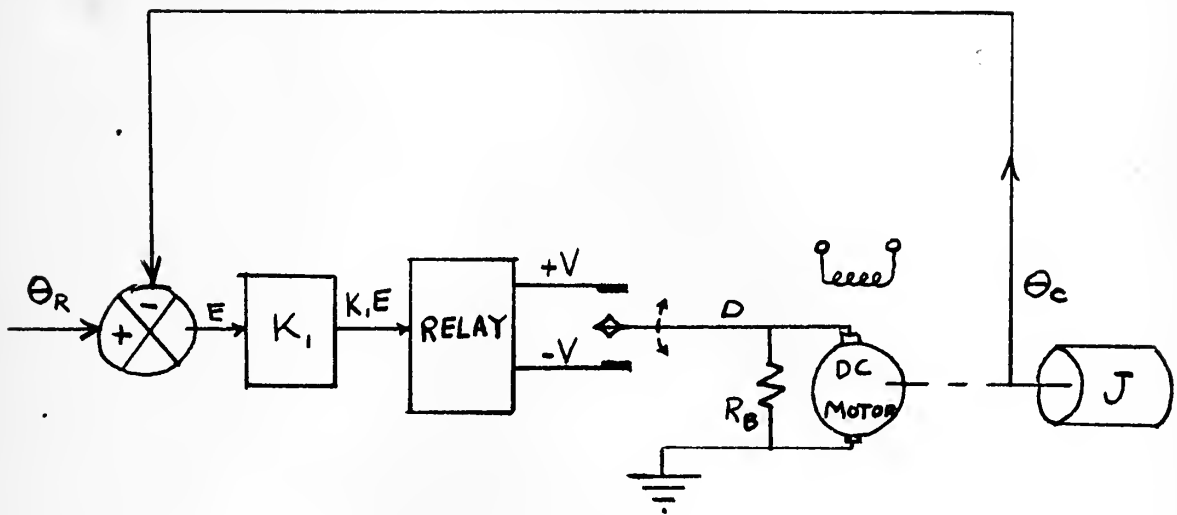 +V
θR
-
E
K1E
θc
+
K1
RELAY
D
-V
DC
MOTOR
J
RB